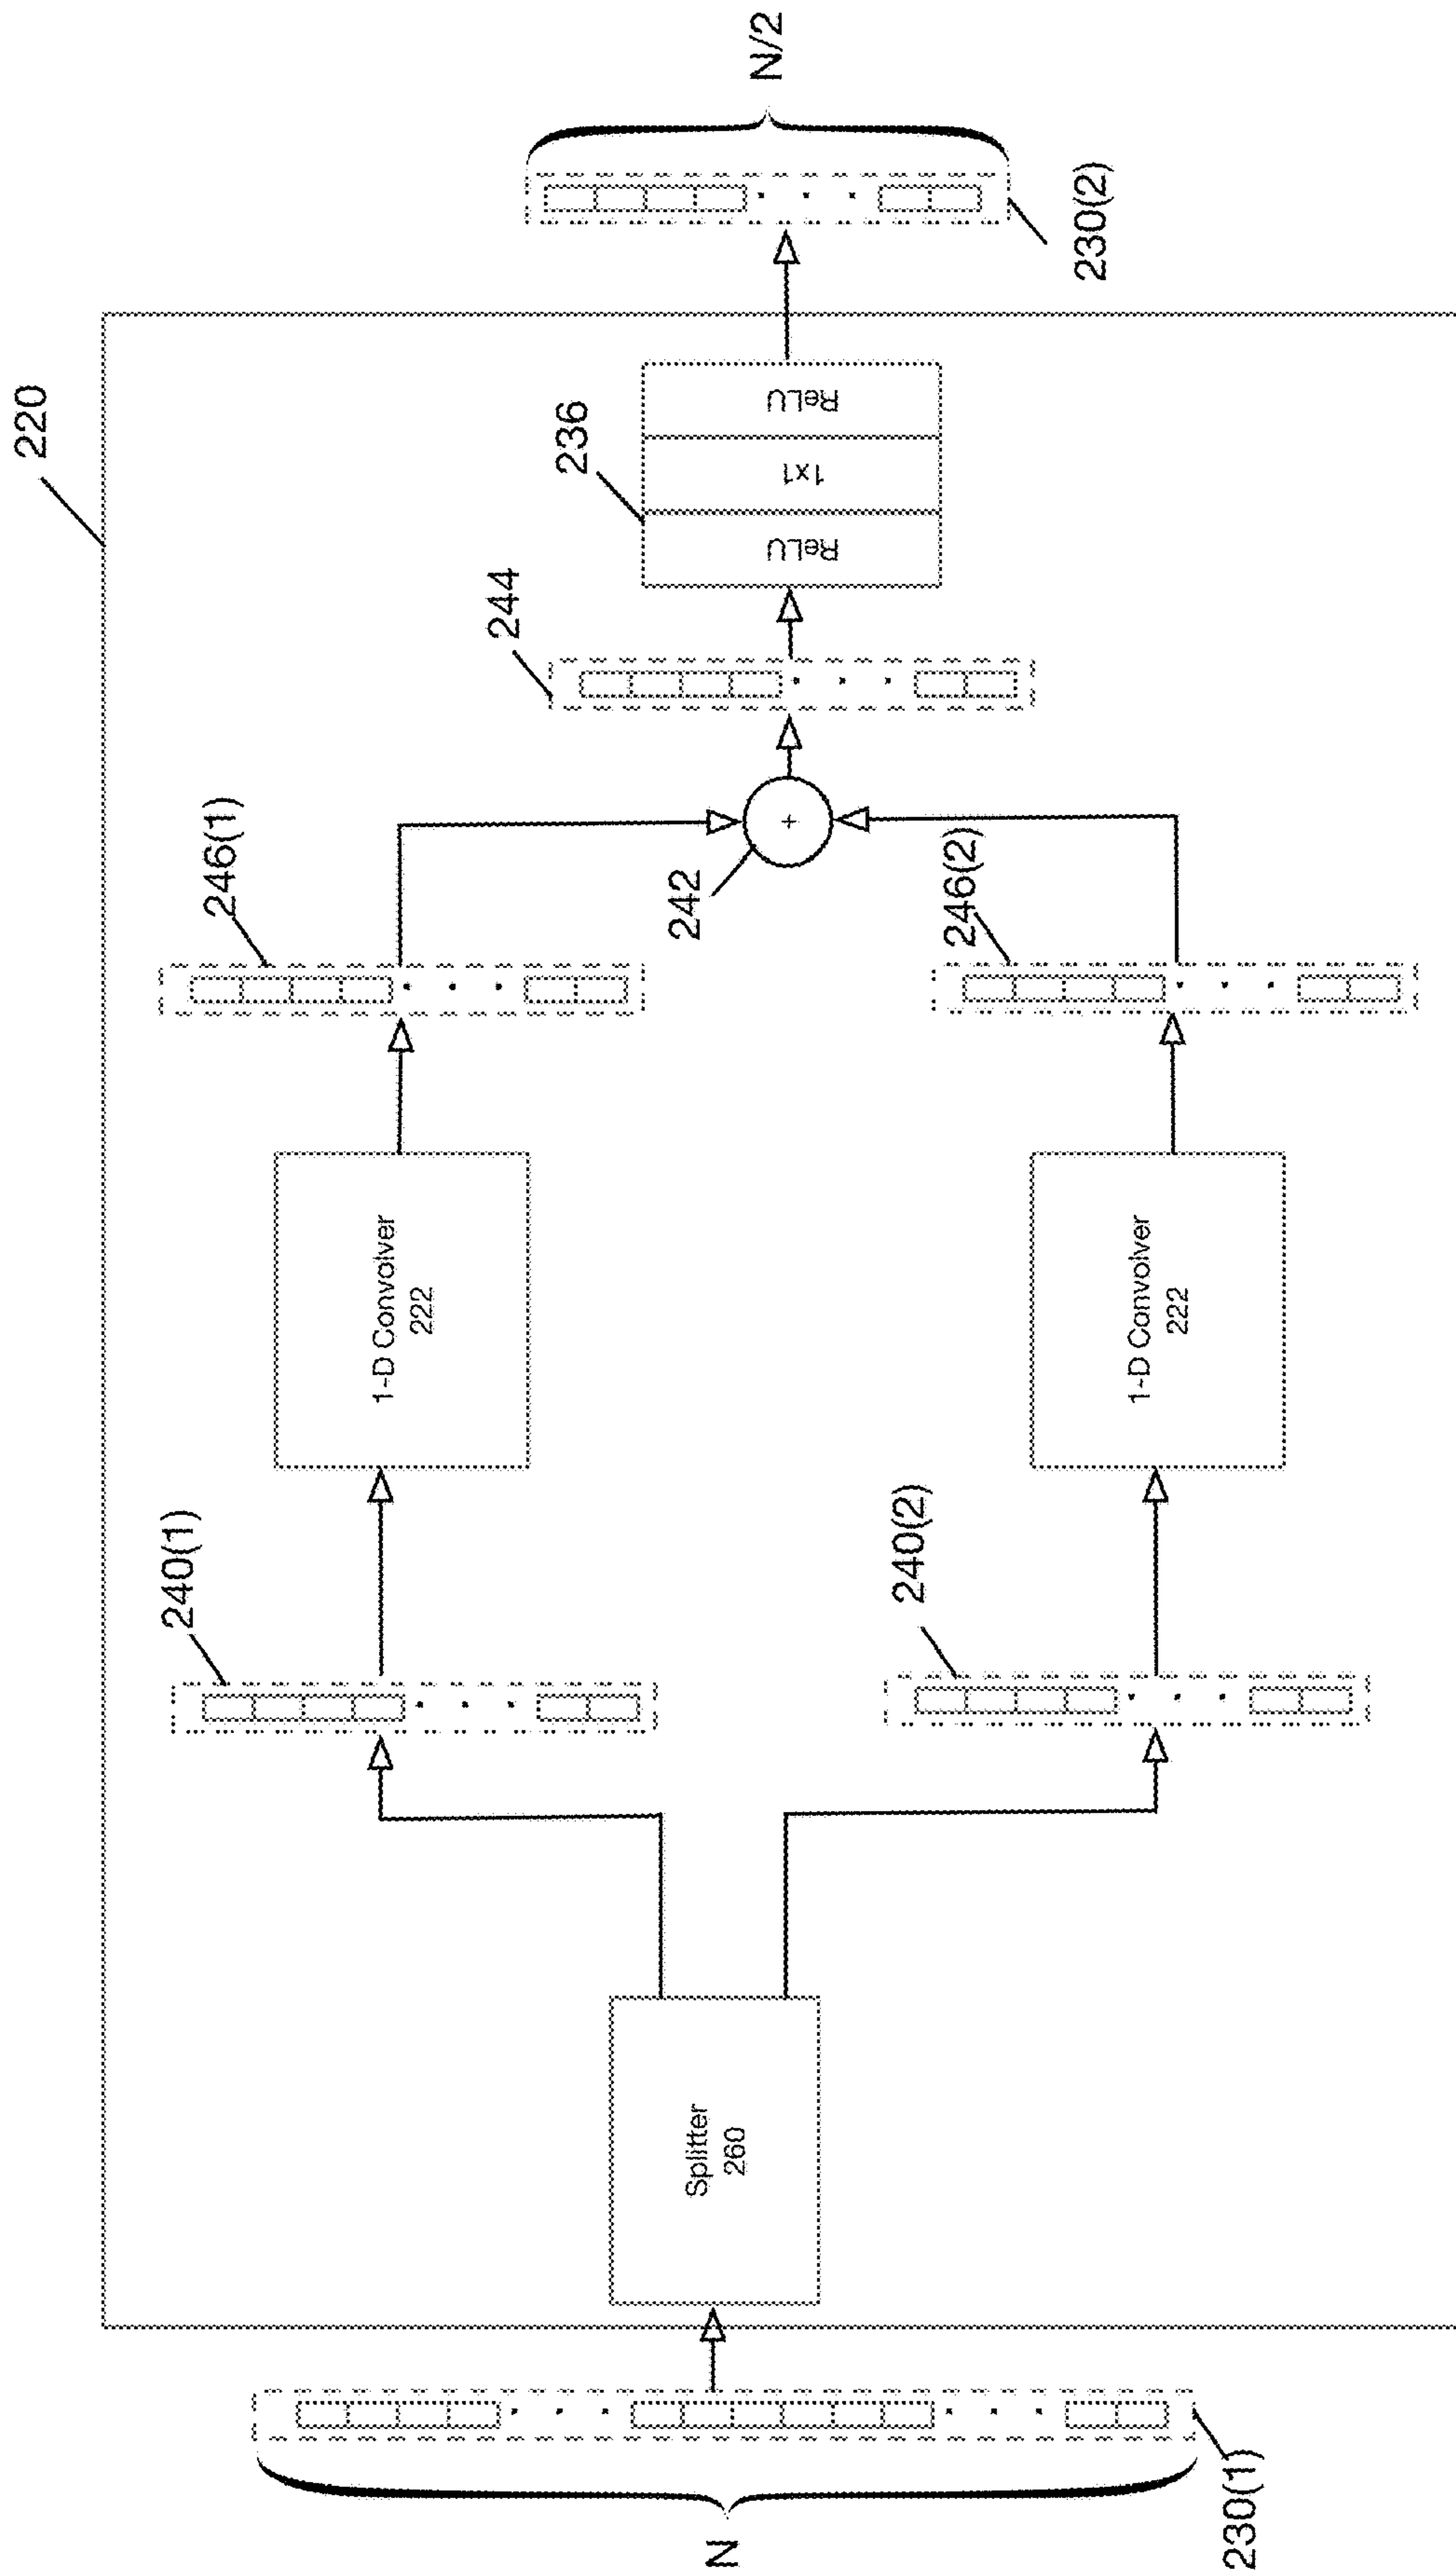 220
240(1)
246(1)
1-D Convolver
222
244
236
242
Splitter
260
N
N/2
+
ReLU
1x1
ReLU
240(2)
246(2)
230(2)
1-D Canvolver
222
230(1)